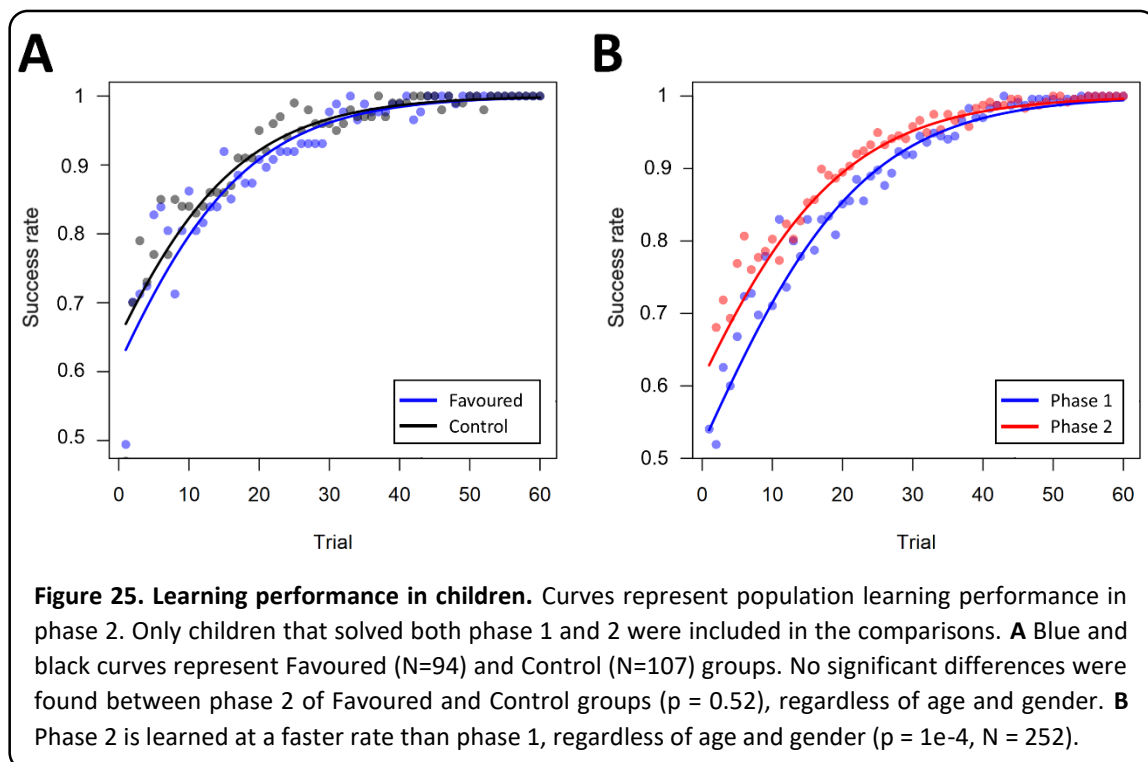 A
B
1
0.9
0.8
0.7
0.6
0.5
Success rate
0 10 20 30 40 50 60
Trial
Favoured
Control
1
0.9
0.8
0.7
0.6
0.5
Success rate
0 10 20 30 40 50 60
Trial
Phase 1
Phase 2
Figure 25. Learning performance in children. Curves represent population learning performance in
phase 2. Only children that solved both phase 1 and 2 were included in the comparisons. A Blue and
black curves represent Favoured (N=94) and Control (N=107) groups. No significant differences were
found between phase 2 of Favoured and Control groups (p = 0.52), regardless of age and gender. B
Phase 2 is learned at a faster rate than phase 1, regardless of age and gender (p = 1e-4, N = 252).